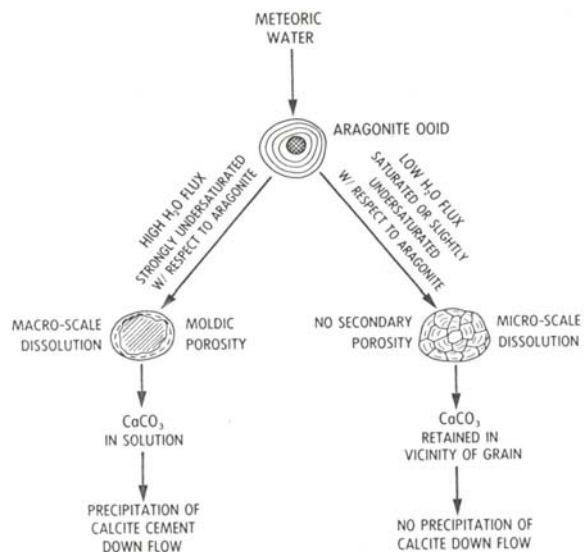 METEORIC
WATER
ARAGONITE OOID
HIGH H₂O FLUX
STRONGLY UNDERSATURATED
W/ RESPECT TO ARAGONITE
LOW H₂O FLUX
SATURATED OR SLIGHTLY
UNDERSATURATED
W/ RESPECT TO ARAGONITE
MACRO-SCALE
DISSOLUTION
MOLDIC
POROSITY
NO SECONDARY
POROSITY
MICRO-SCALE
DISSOLUTION
CaCO₃
IN SOLUTION
CaCO₃
RETAINED IN
VICINITY OF GRAIN
PRECIPITATION OF
CALCITE CEMENT
DOWN FLOW
NO PRECIPITATION OF
CALCITE DOWN FLOW